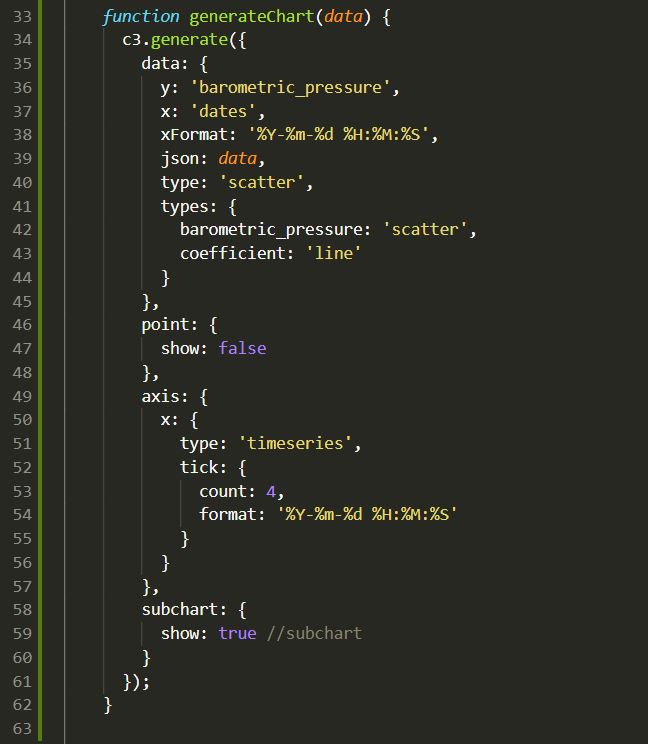 33 function generateChart(data) {
34 c3.generate({
35 data: {
36 y: 'barometric_pressure',
37 x: 'dates',
38 xFormat: '%Y-%m-%d %H:%M:%S',
39 json: data,
40 type: 'scatter',
41 types: {
42 barometric_pressure: 'scatter',
43 coefficient: 'line'
44 }
45 },
46 point: {
47 show: false
48 },
49 axis: {
50 x: {
51 type: 'timeseries',
52 tick: {
53 count: 4,
54 format: '%Y-%m-%d %H:%M:%S'
55 }
56 }
57 },
58 subchart: {
59 show: true //subchart
60 }
61 });
62 }
63